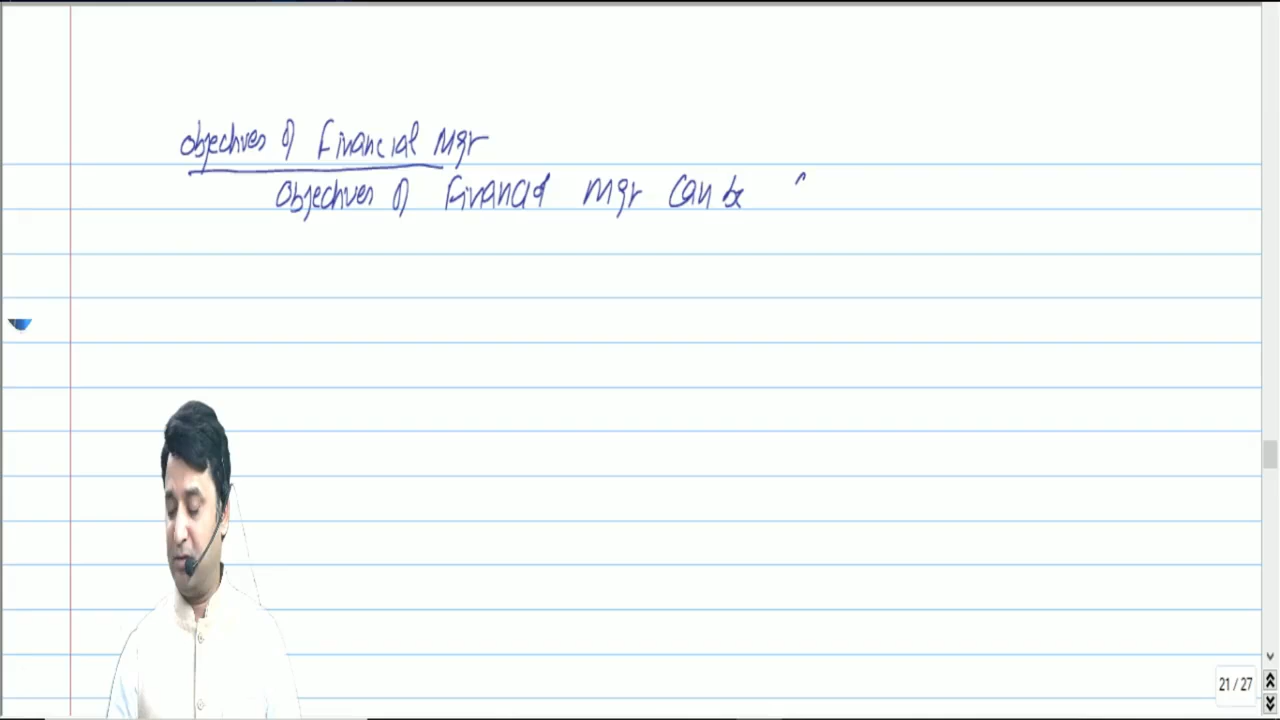 Objectives of Financial Mgr
Objectives of Financial Mgr Can be
21 / 27